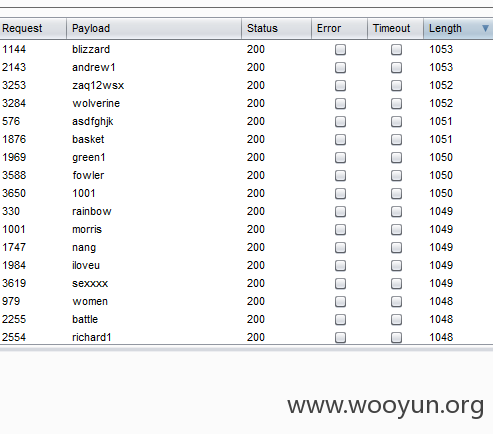 Request Payload Status Error Timeout Length
1144 blizzard 200 1053
2143 andrew1 200 1053
3253 zaq12wsx 200 1052
3284 wolverine 200 1052
576 asdfghjk 200 1051
1876 basket 200 1051
1969 green1 200 1050
3588 fowler 200 1050
3650 1001 200 1050
330 rainbow 200 1049
1001 morris 200 1049
1747 nang 200 1049
1984 iloveu 200 1049
3619 sexxxx 200 1049
979 women 200 1048
2255 battle 200 1048
2554 richard1 200 1048
www.wooyun.org